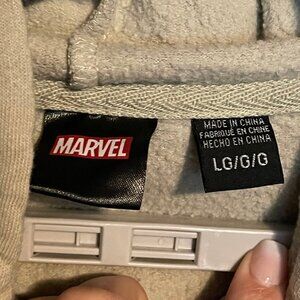 MARVEL
MADE IN CHINA
FABRIQUÉ EN CHINE
HECHO EN CHINA
LG/G/G